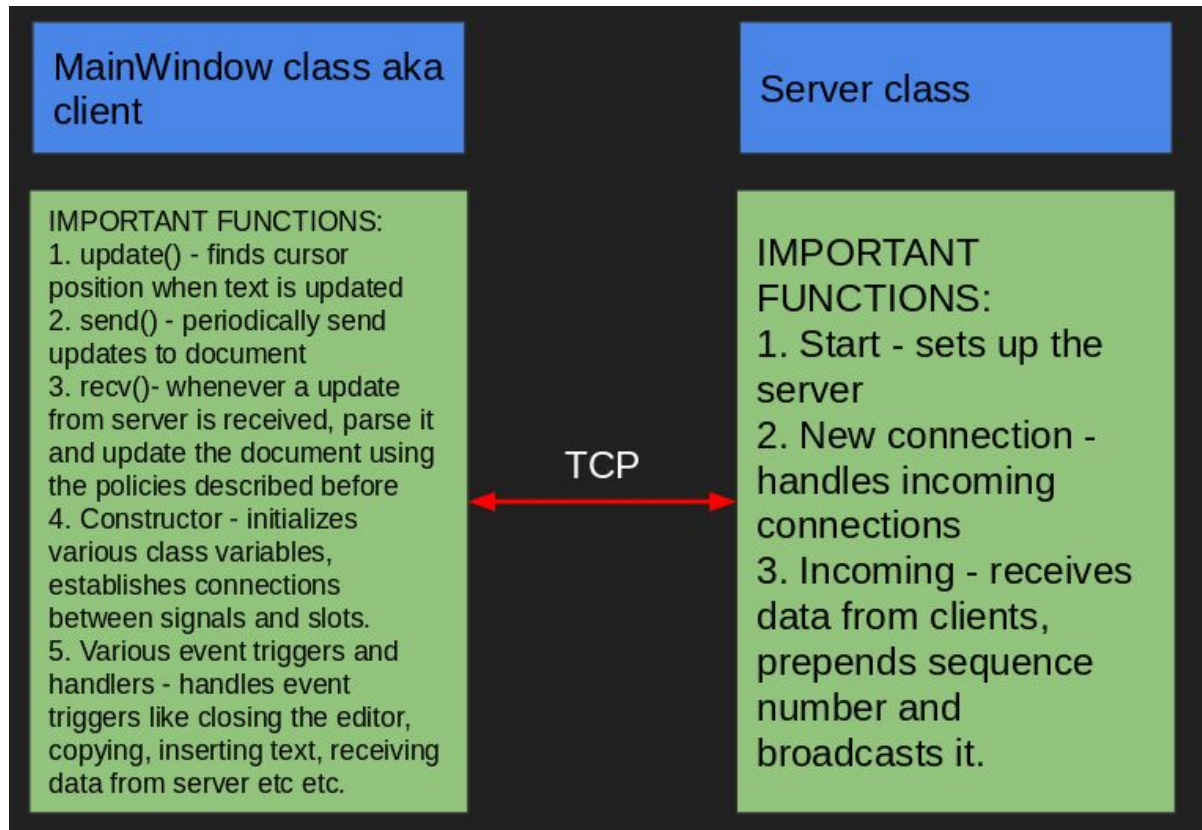 MainWindow class aka
client
IMPORTANT FUNCTIONS:
1. update() - finds cursor
position when text is updated
2. send() - periodically send
updates to document
3. recv()- whenever a update
from server is received, parse it
and update the document using
the policies described before
4. Constructor - initializes
various class variables,
establishes connections
between signals and slots.
5. Various event triggers and
handlers - handles event
triggers like closing the editor,
copying, inserting text, receiving
data from server etc etc.
TCP
Server class
IMPORTANT
FUNCTIONS:
1. Start - sets up the
server
2. New connection -
handles incoming
connections
3. Incoming - receives
data from clients,
prepends sequence
number and
broadcasts it.